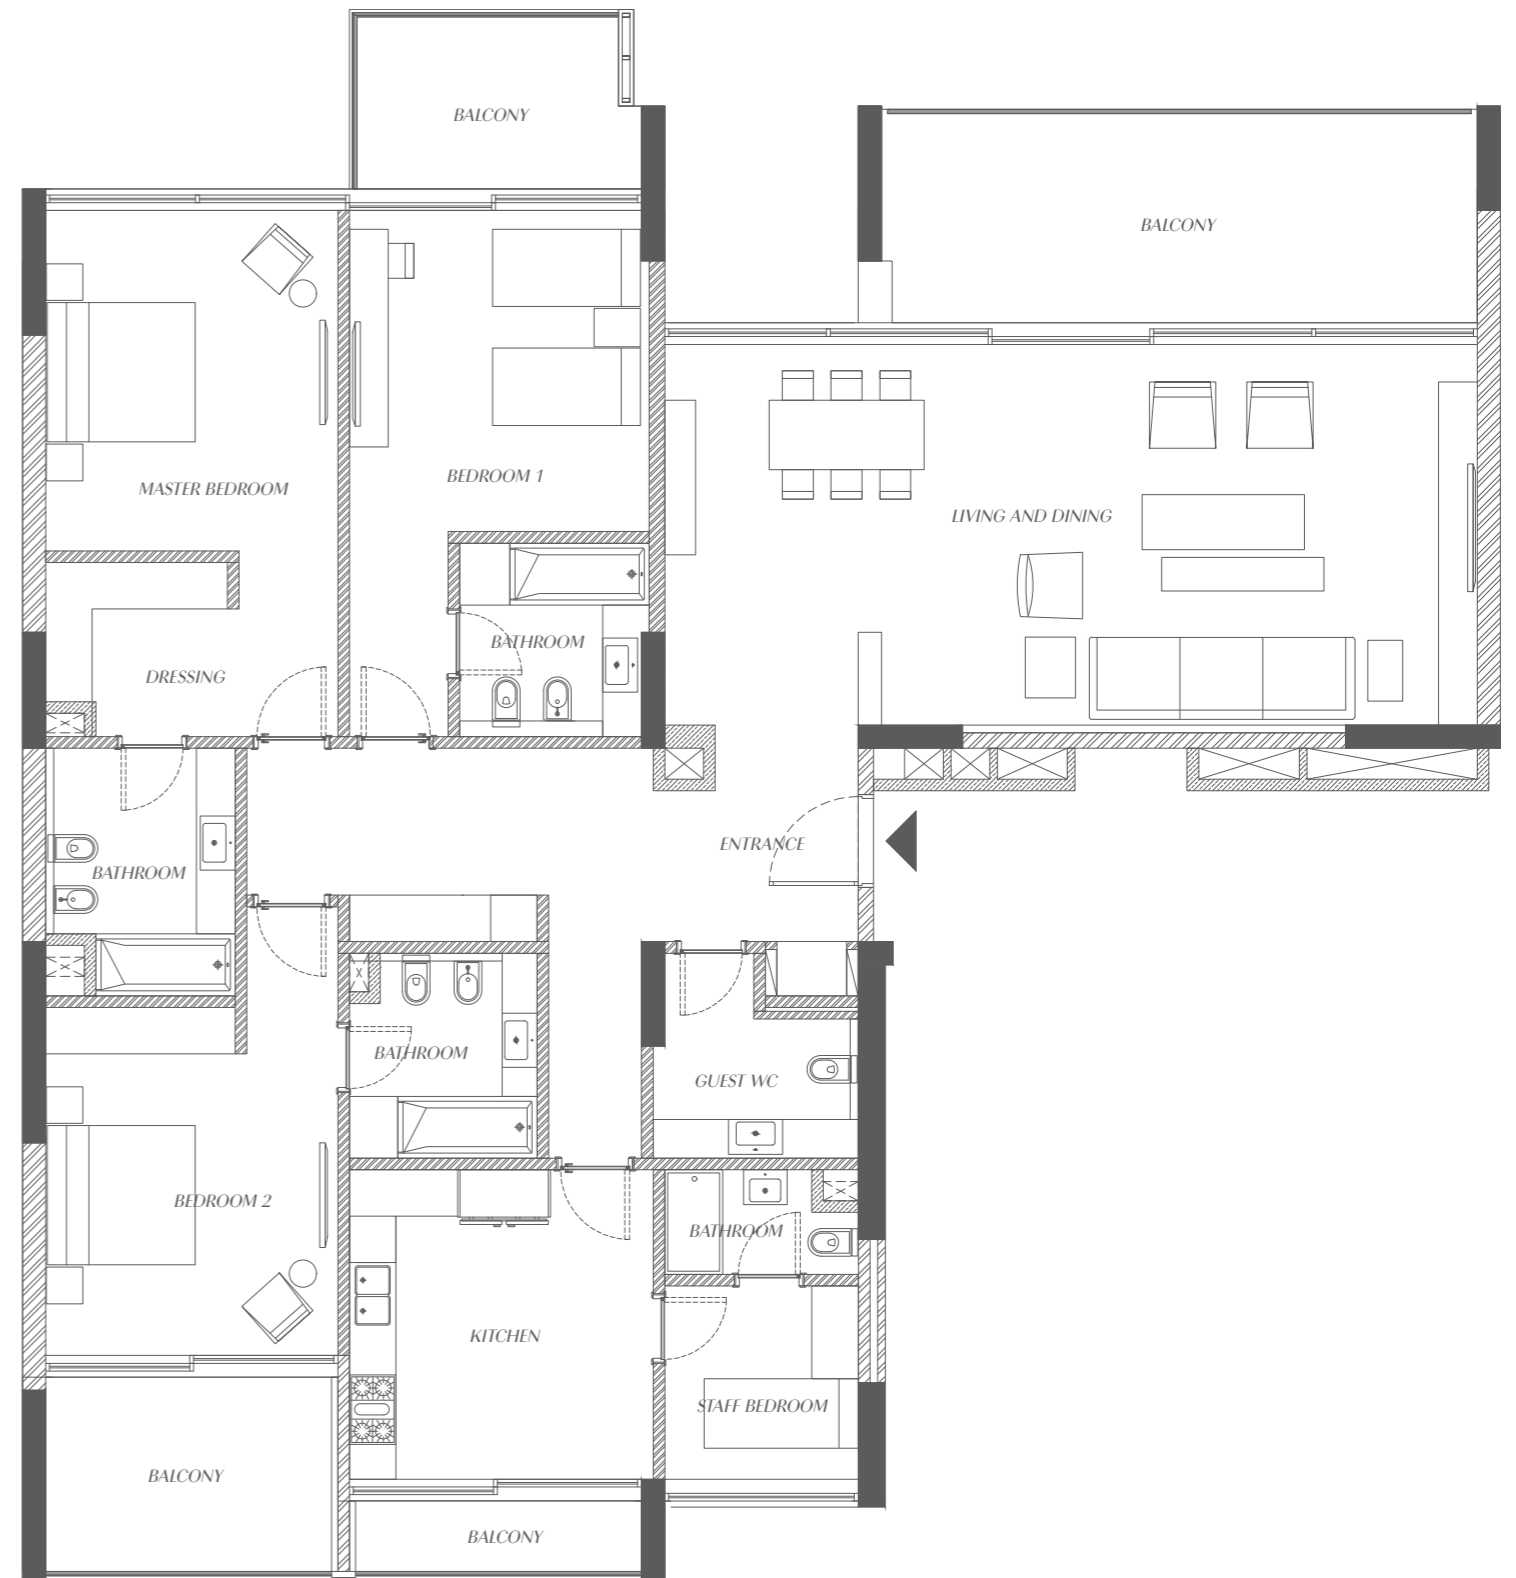 BALCONY
BALCONY
BEDROOM 1
MASTER BEDROOM
LIVING AND DINING
BATHROOM
DRESSING
ENTRANCE
BATHROOM
BATHROOM
GUEST WC
BEDROOM 2
BATHROOM
KITCHEN
STAFF BEDROOM
BALCONY
BALCONY